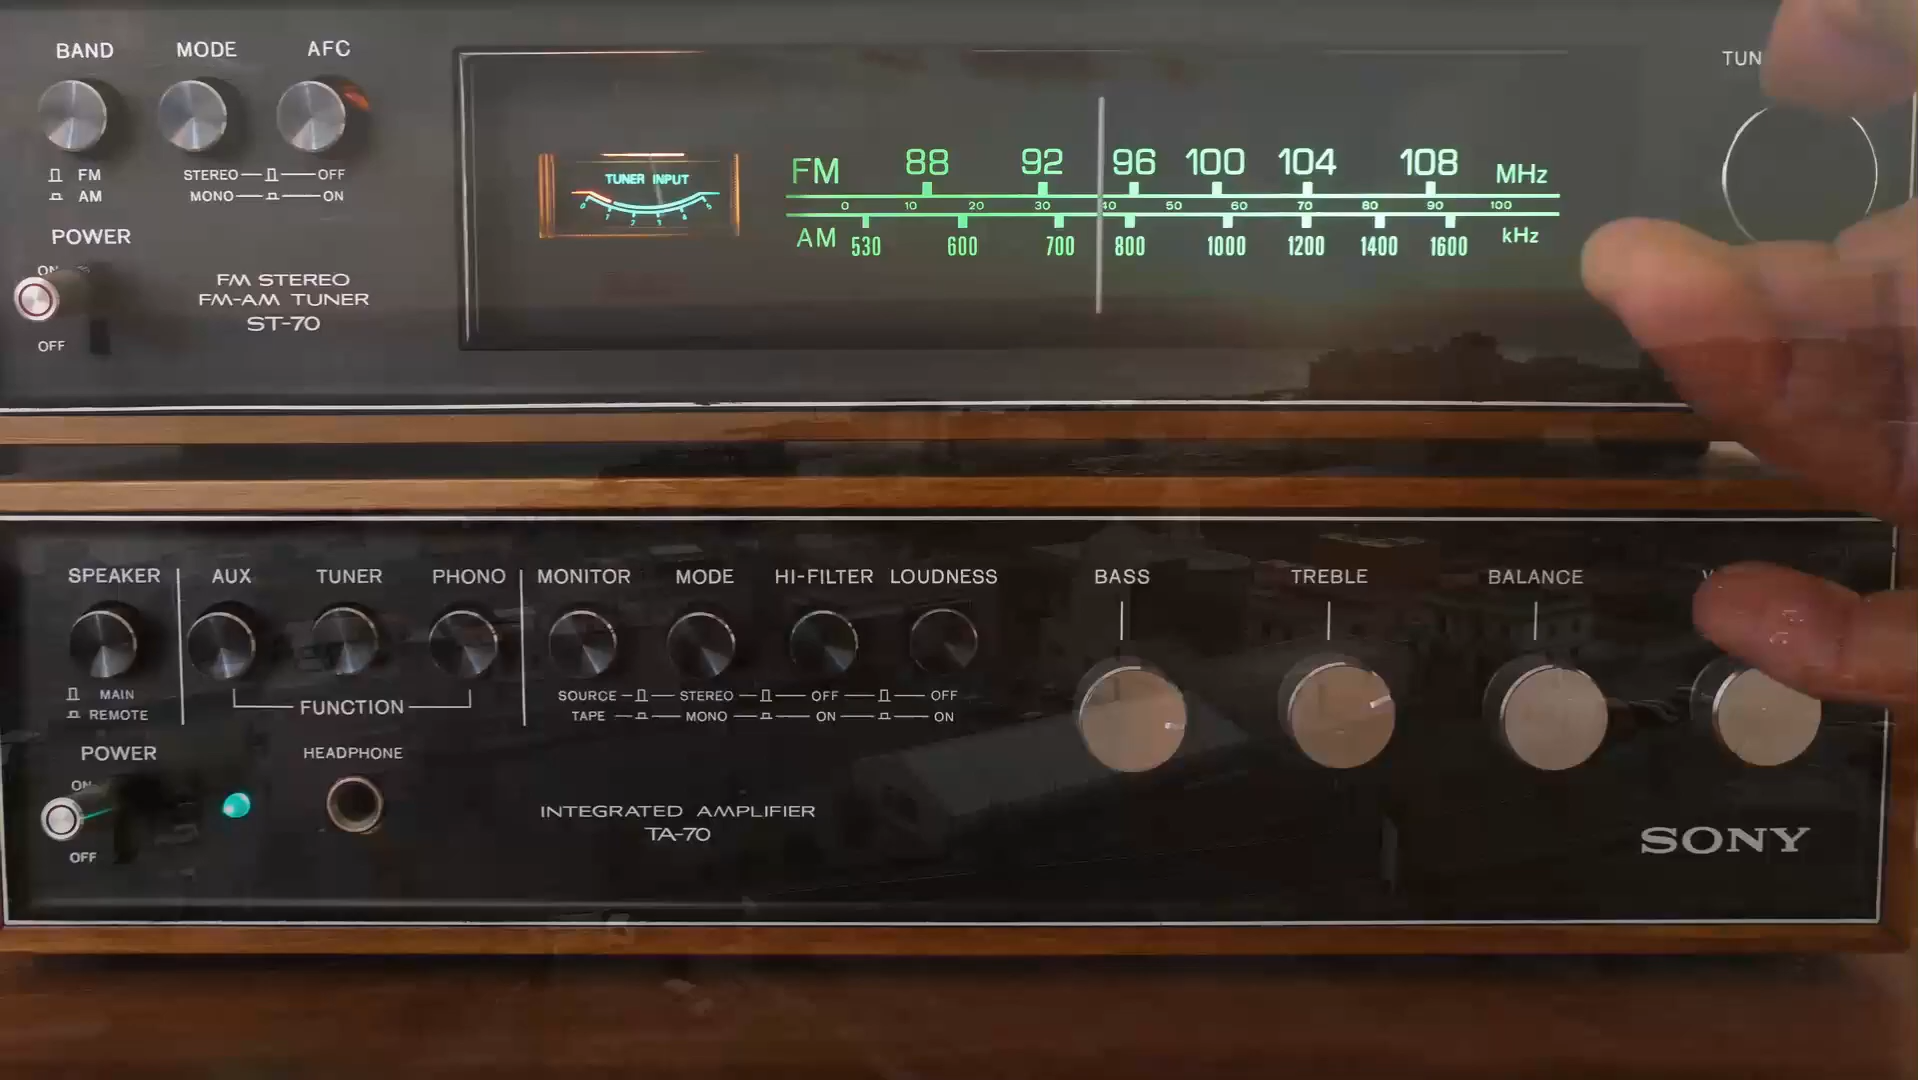 BAND MODE AFC
TUN
FM
AM
STEREO OFF
MONO ON
POWER
ON
OFF
FM STEREO
FM-AM TUNER
ST-70
TUNER INPUT
FM 88 92 96 100 104 108 MHz
0 10 20 30 40 50 60 70 80 90 100
AM 530 600 700 800 1000 1200 1400 1600 kHz
SPEAKER AUX TUNER PHONO MONITOR MODE HI-FILTER LOUDNESS BASS TREBLE BALANCE
MAIN
REMOTE
FUNCTION
SOURCE STEREO OFF OFF
TAPE MONO ON ON
POWER
ON
OFF
HEADPHONE
INTEGRATED AMPLIFIER
TA-70
SONY